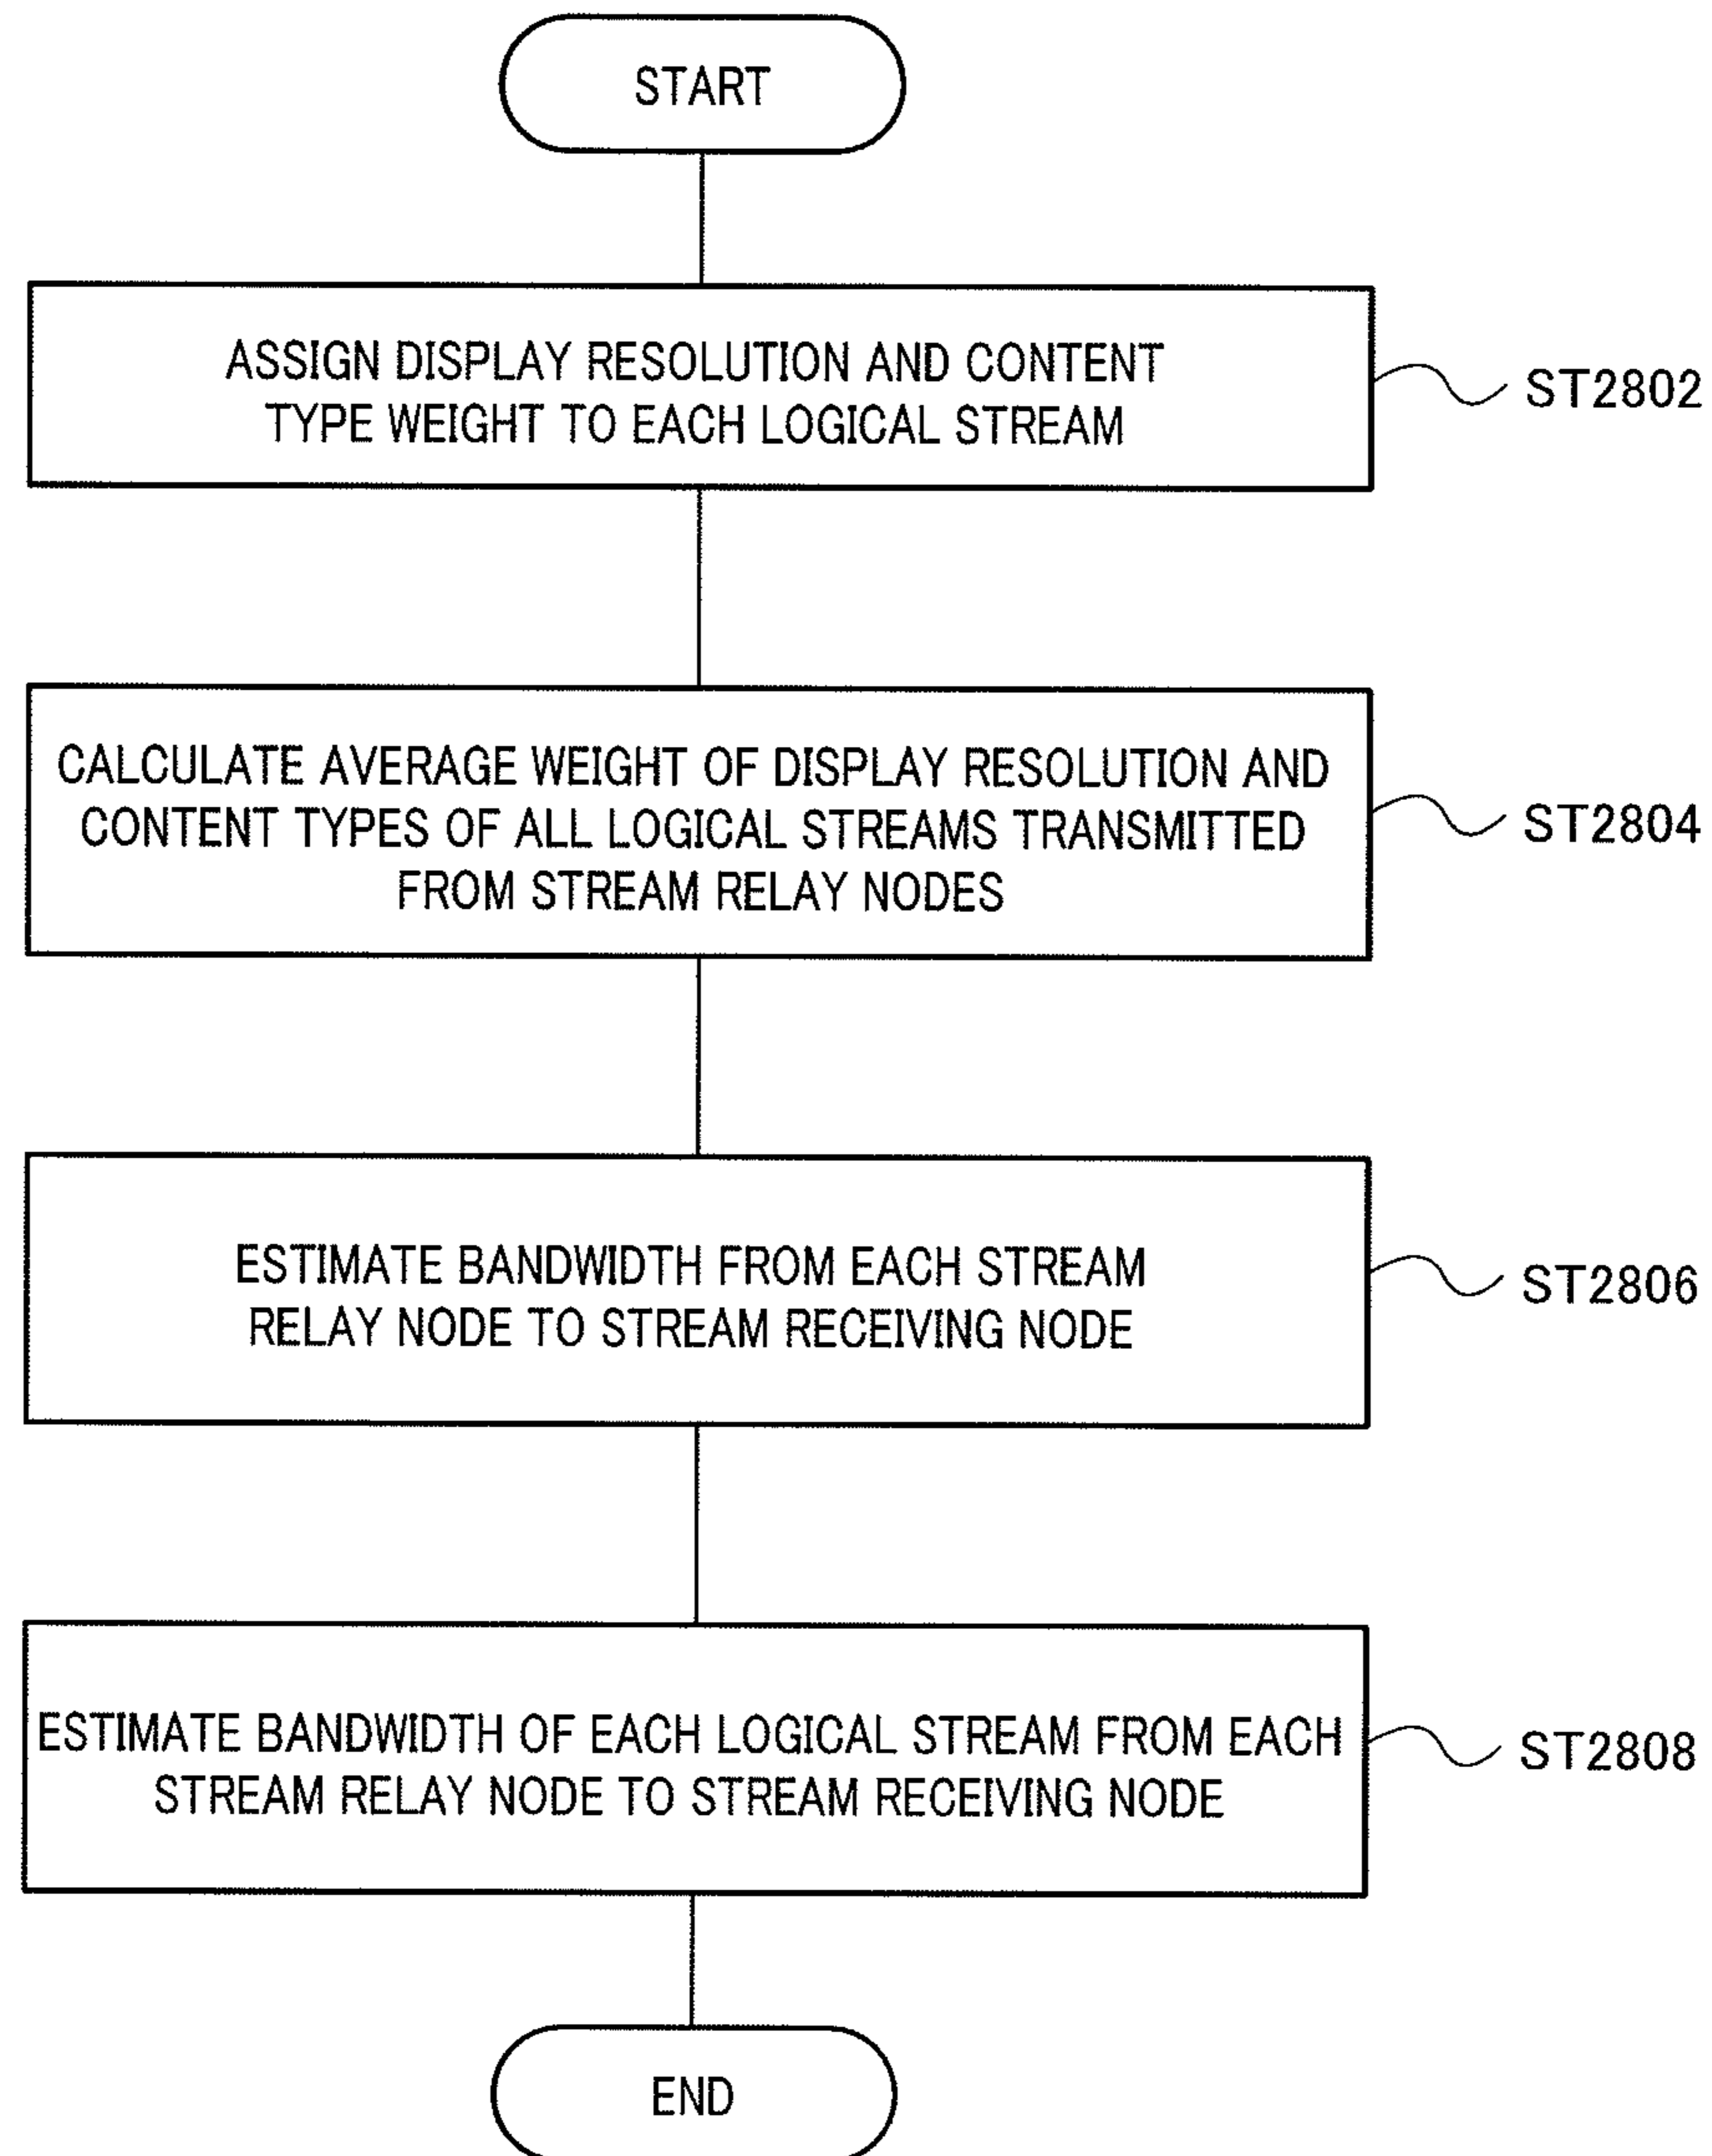 START
ASSIGN DISPLAY RESOLUTION AND CONTENT
TYPE WEIGHT TO EACH LOGICAL STREAM
ST2802
CALCULATE AVERAGE WEIGHT OF DISPLAY RESOLUTION AND
CONTENT TYPES OF ALL LOGICAL STREAMS TRANSMITTED
FROM STREAM RELAY NODES
ST2804
ESTIMATE BANDWIDTH FROM EACH STREAM
RELAY NODE TO STREAM RECEIVING NODE
ST2806
ESTIMATE BANDWIDTH OF EACH LOGICAL STREAM FROM EACH
STREAM RELAY NODE TO STREAM RECEIVING NODE
ST2808
END